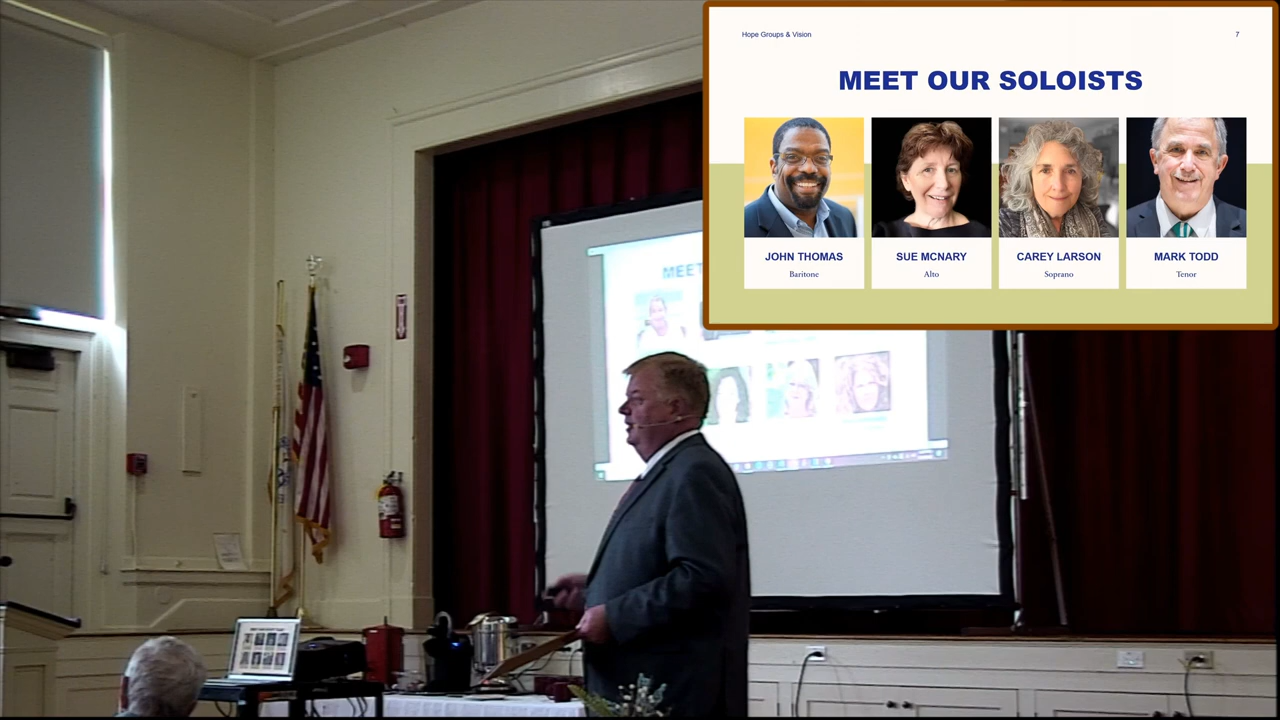 Hope Groups & Vision
7
MEET OUR SOLOISTS
JOHN THOMAS
Baritone
SUE MCNARY
Alto
CAREY LARSON
Soprano
MARK TODD
Tenor
MEET